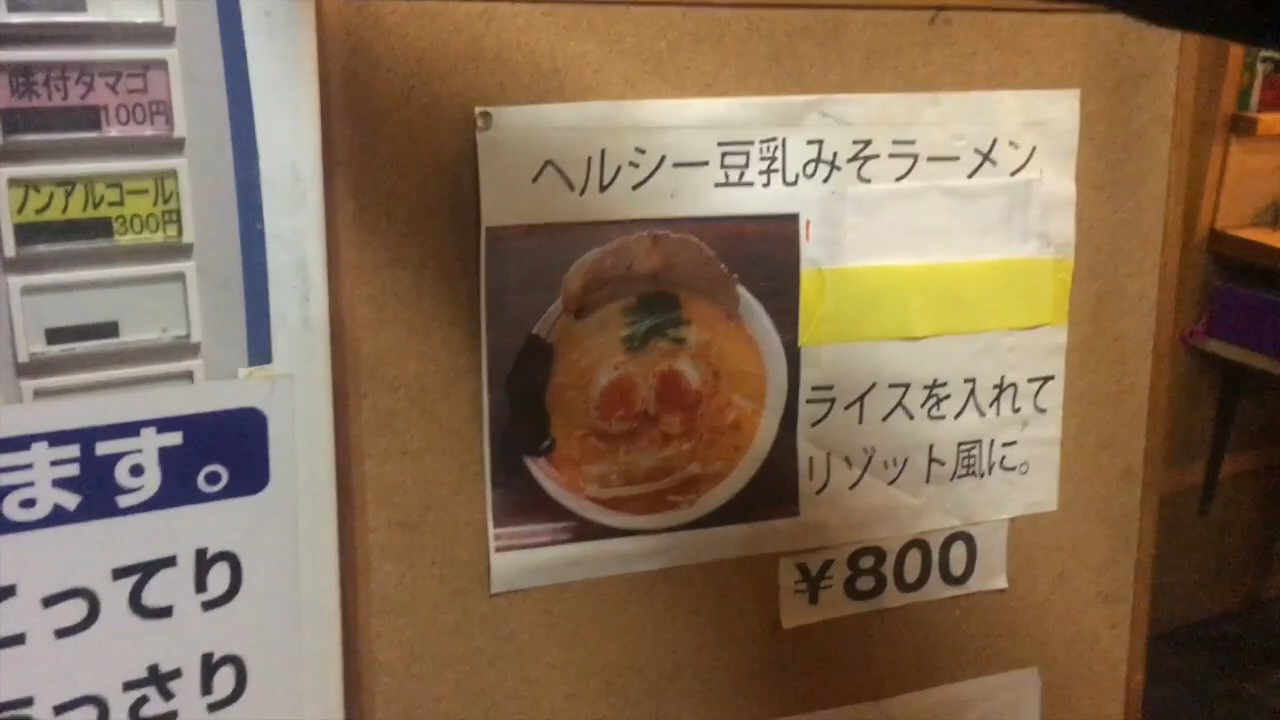 味付タマゴ
100円
ノンアルコール
300円
ます。
こってり
っさり
ヘルシー豆乳みそラーメン
ライスを入れて
リゾット風に。
¥800